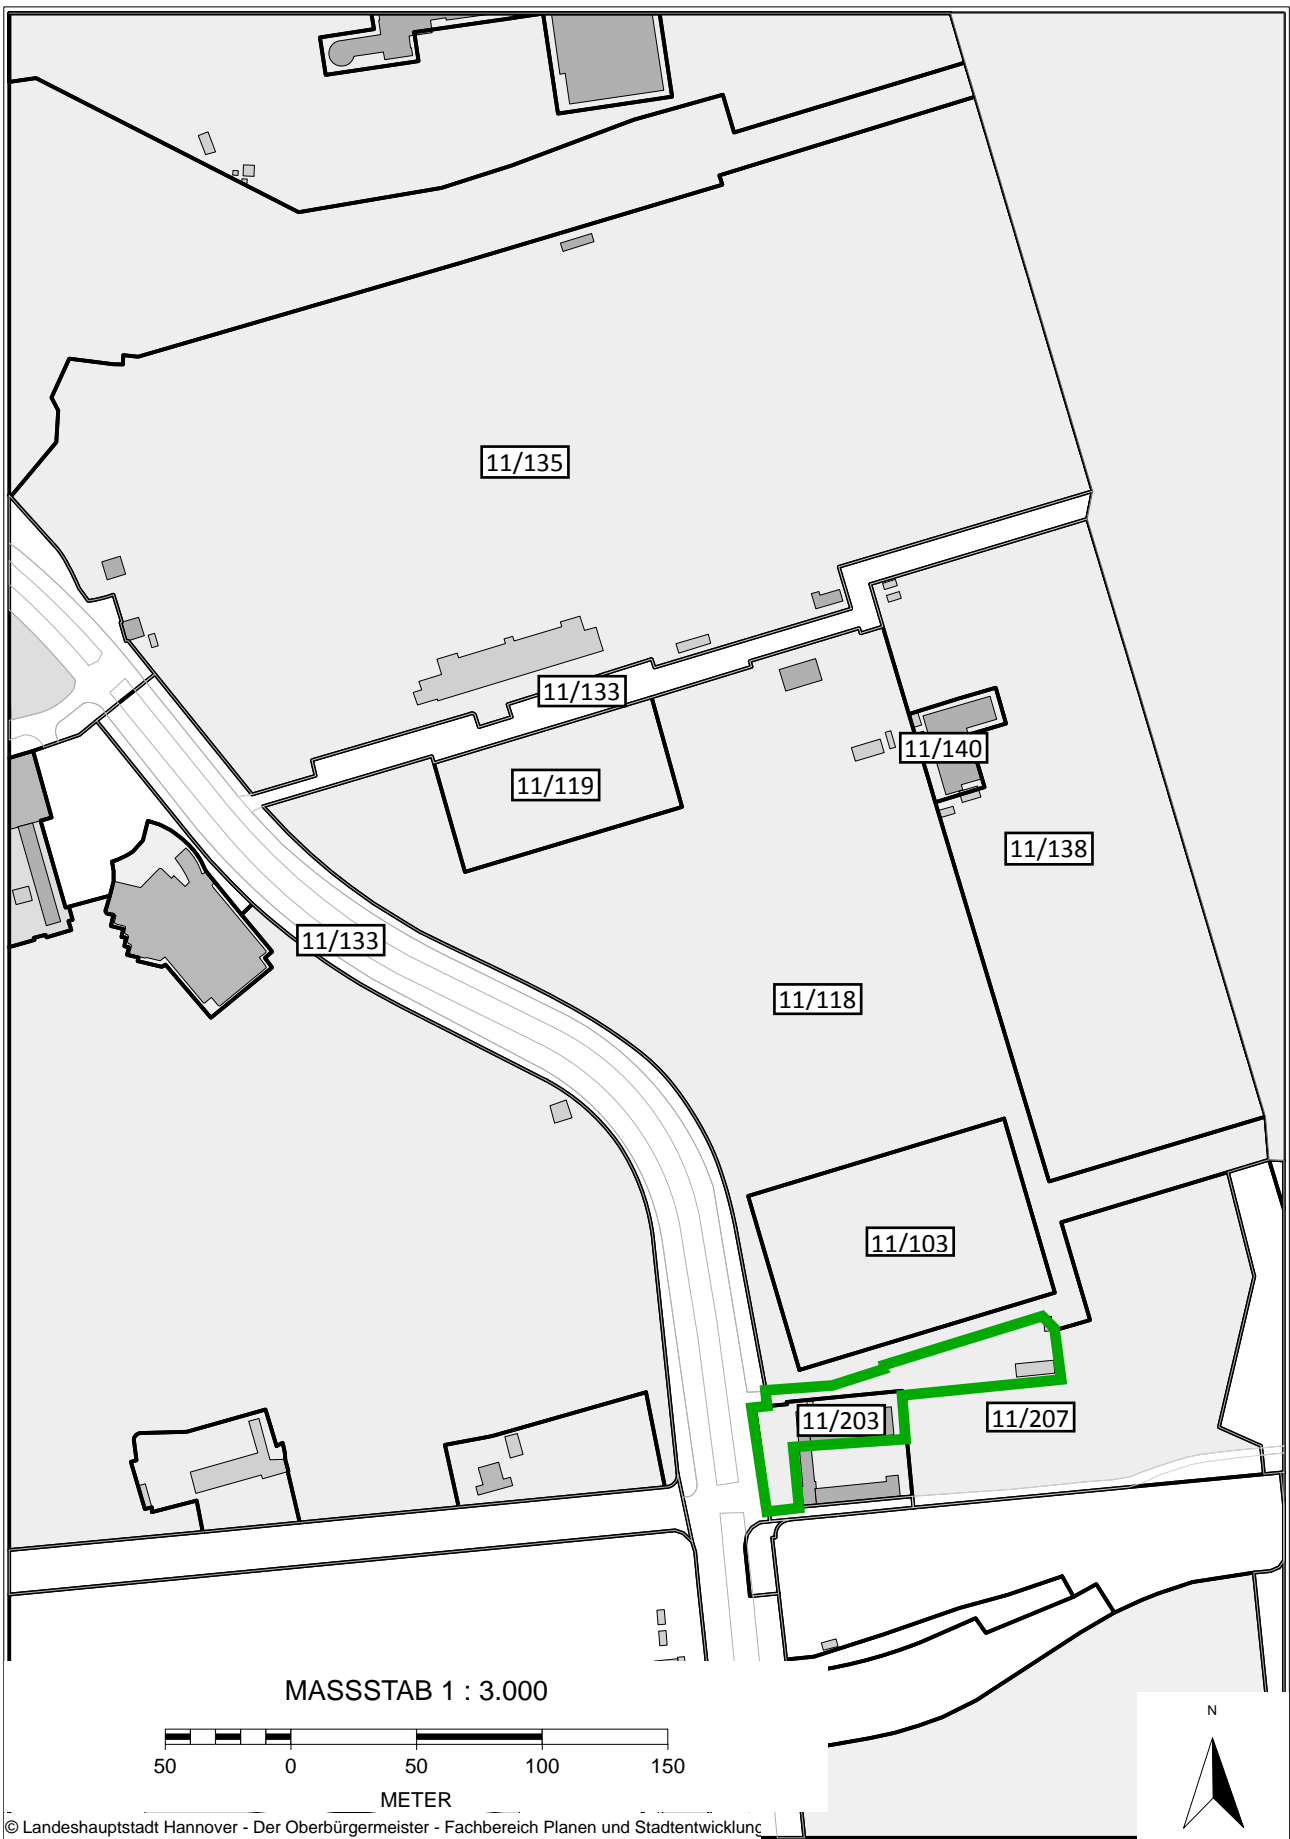 11/135
11/133
11/140
11/119
11/138
11/133
11/118
11/103
11/203
11/207
MASSSTAB 1 : 3.000
50 0 50 100 150
METER
N
© Landeshauptstadt Hannover - Der Oberbürgermeister - Fachbereich Planen und Stadtentwicklung